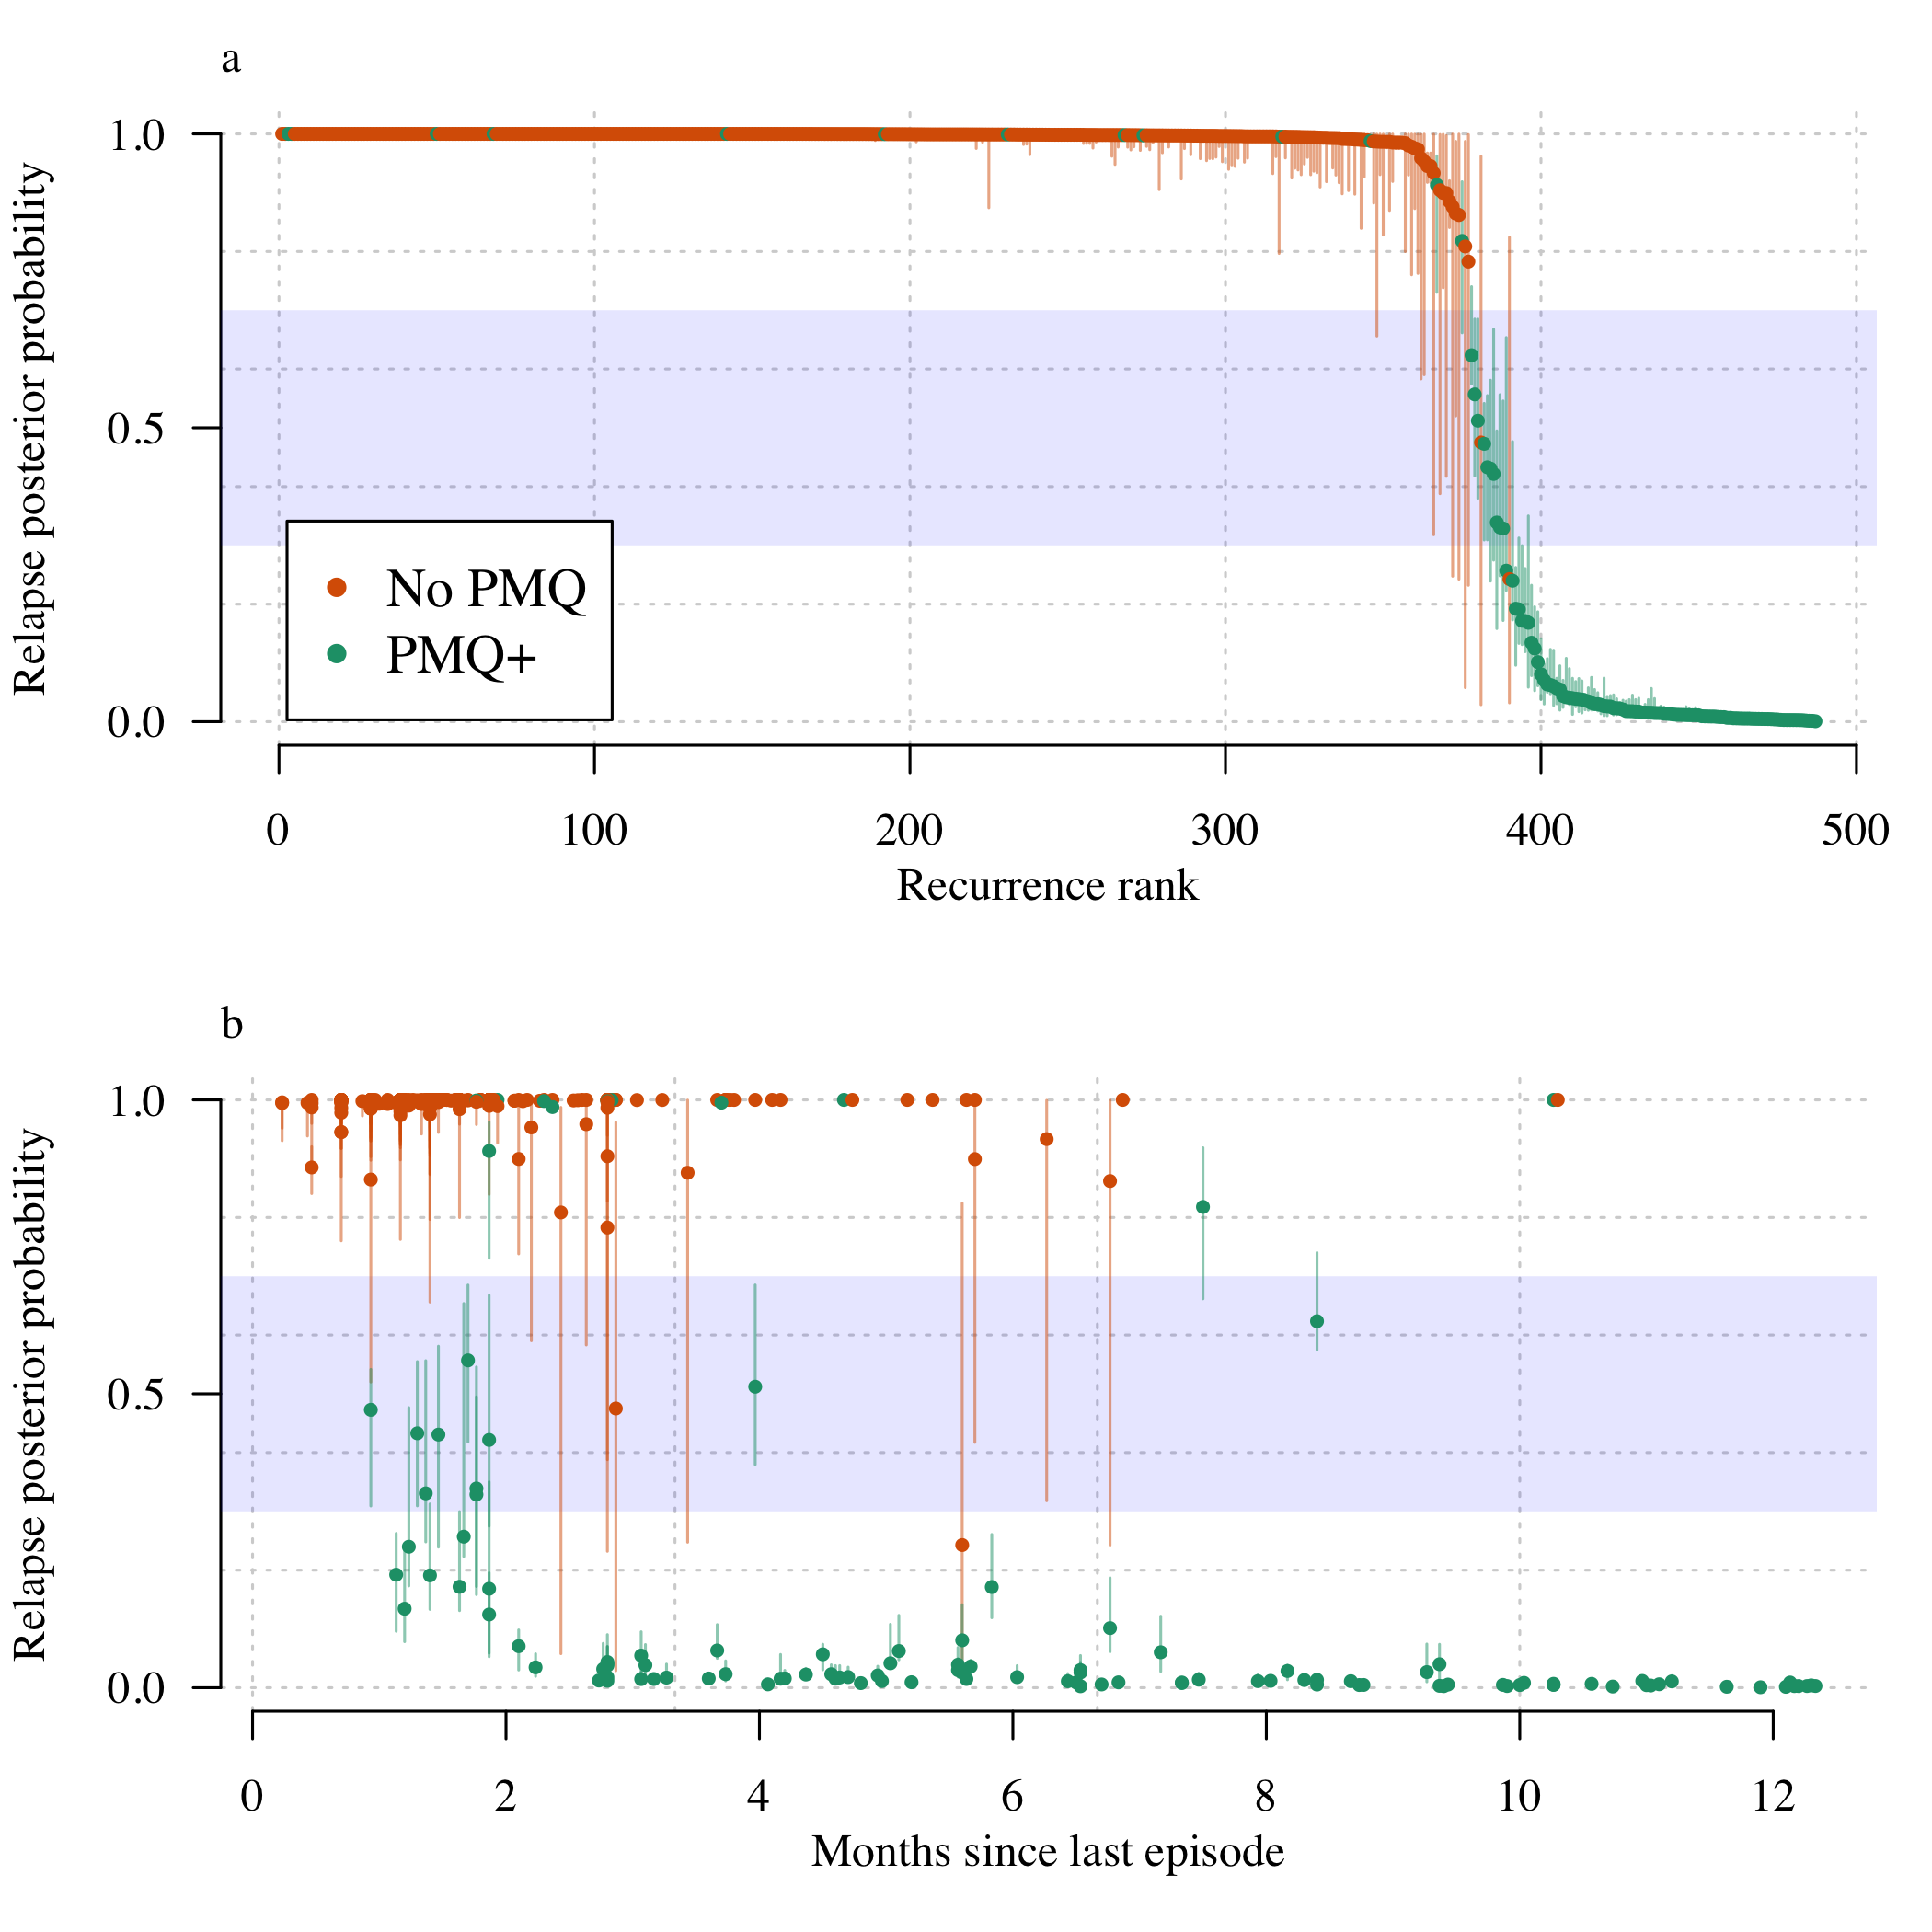 a
Relapse posterior probability
1.0
0.5
0.0
No PMQ
PMQ+
0 100 200 300 400 500
Recurrence rank
b
Relapse posterior probability
1.0
0.5
0.0
0 2 4 6 8 10 12
Months since last episode